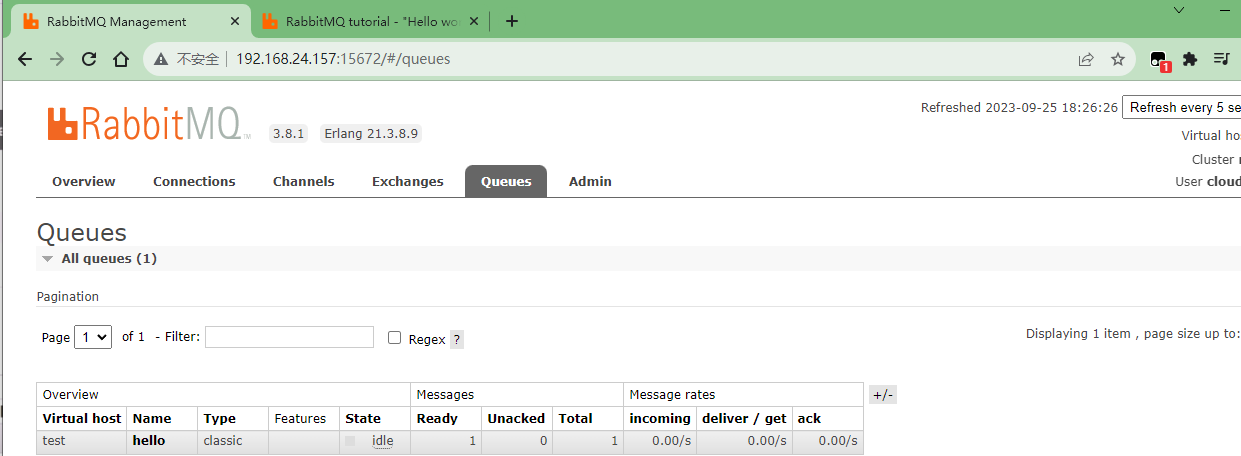 RabbitMQ Management
RabbitMQ tutorial - "Hello wo
不安全 192.168.24.157:15672/#/queues
1
RabbitMQ TM 3.8.1 Erlang 21.3.8.9
Refreshed 2023-09-25 18:26:26 Refresh every 5 se
Virtual ho
Cluster
User cloud
Overview Connections Channels Exchanges Queues Admin
Queues
All queues (1)
Pagination
Page 1 of 1 - Filter: Regex ?
Displaying 1 item , page size up to:
Overview Messages Message rates +/-
Virtual host Name Type Features State Ready Unacked Total incoming deliver / get ack
test hello classic idle 1 0 1 0.00/s 0.00/s 0.00/s